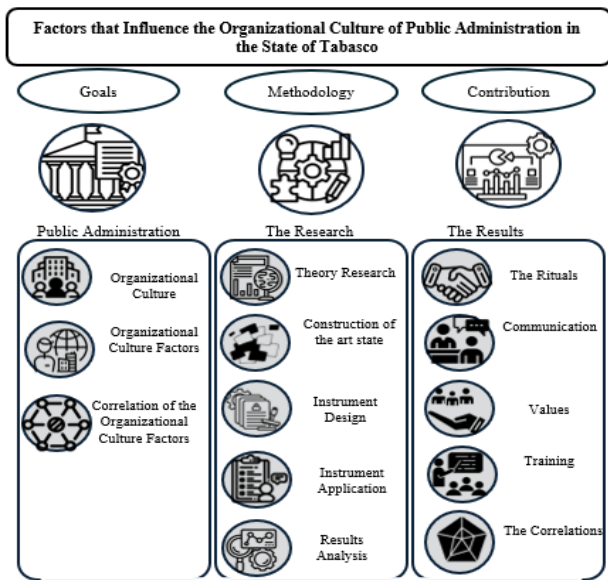 Factors that Influence the Organizational Culture of Public Administration in
the State of Tabasco
Goals
Methodology
Contribution
Public Administration
The Research
The Results
Organizational
Culture
Organizational
Culture Factors
Correlation of the
Organizational
Culture Factors
Theory Research
Construction of
the art state
Instrument
Design
Instrument
Application
Results
Analysis
The Rituals
Communication
Values
Training
The Correlations